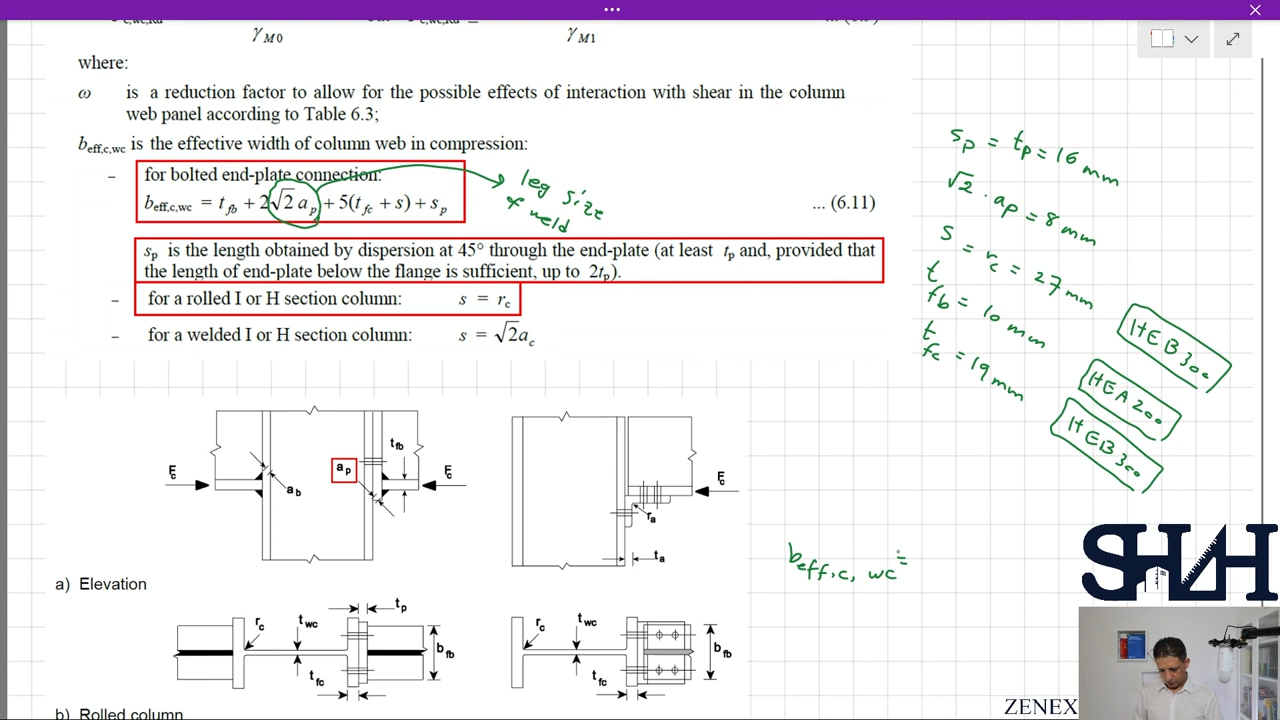 γ M0
γ M1
where:
ω is a reduction factor to allow for the possible effects of interaction with shear in the column
web panel according to Table 6.3;
beff,c,wc is the effective width of column web in compression:
– for bolted end-plate connection:
beff,c,wc = tfb + 2√2 ap + 5(tfc + s) + sp ... (6.11)
leg size
of weld
sp is the length obtained by dispersion at 45° through the end-plate (at least tp and, provided that
the length of end-plate below the flange is sufficient, up to 2tp).
– for a rolled I or H section column: s = rc
– for a welded I or H section column: s = √2ac
sp = tp = 16 mm
√2 · ap = 8 mm
s = rc = 27 mm
tfb = 10 mm
tfc = 19 mm
HEB300
HEA200
HEB300
Fc
ab
ap
tfb
Fc
Fc
ra
ta
beff,c,wc =
a) Elevation
rc
twc
tp
bfb
tfc
rc
twc
bfb
tfc
b) Rolled column
SHZH
ZENEX